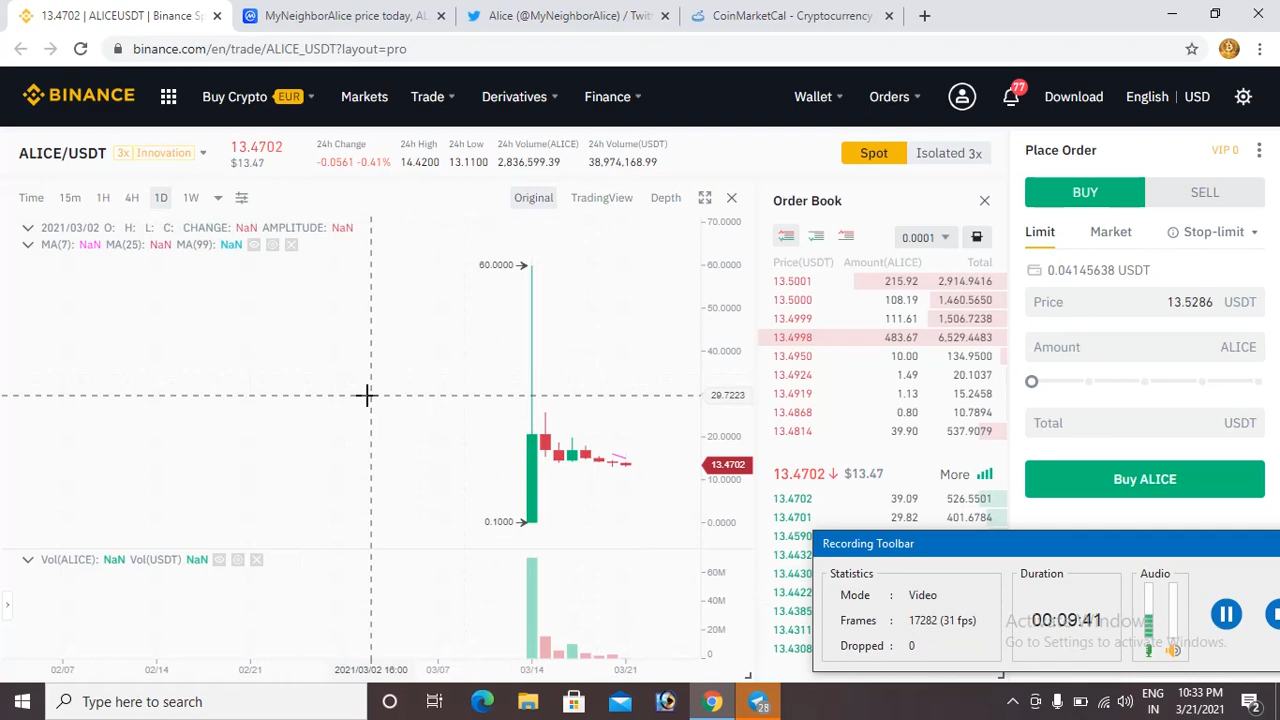 13.4702 | ALICEUSDT | Binance Sp
MyNeighborAlice price today, AL
Alice (@MyNeighborAlice) / Twitt
CoinMarketCal - Cryptocurrency
binance.com/en/trade/ALICE_USDT?layout=pro
BINANCE
Buy Crypto EUR
Markets
Trade
Derivatives
Finance
Wallet
Orders
77
Download
English | USD
ALICE/USDT
3x Innovation
13.4702
$13.47
24h Change
-0.0561 -0.41%
24h High
14.4200
24h Low
13.1100
24h Volume(ALICE)
2,836,599.39
24h Volume(USDT)
38,974,168.99
Spot
Isolated 3x
Time 15m 1H 4H 1D 1W
Original TradingView Depth
2021/03/02 O: H: L: C: CHANGE: NaN AMPLITUDE: NaN
MA(7): NaN MA(25): NaN MA(99): NaN
60.0000
0.1000
70.0000
60.0000
50.0000
40.0000
29.7223
20.0000
13.4702
10.0000
0.0000
Vol(ALICE): NaN Vol(USDT) NaN
60M
40M
20M
0
02/07 02/14 02/21 2021/03/02 16:00 03/07 03/14 03/21
Order Book
0.0001
Price(USDT) Amount(ALICE) Total
13.5001 215.92 2,914.9416
13.5000 108.19 1,460.5650
13.4999 111.61 1,506.7238
13.4998 483.67 6,529.4483
13.4950 10.00 134.9500
13.4924 1.49 20.1037
13.4919 1.13 15.2458
13.4868 0.80 10.7894
13.4814 39.90 537.9079
13.4702 $13.47 More
13.4702 39.09 526.5501
13.4701 29.82 401.6784
13.4590
13.4432
13.4430
13.4422
13.4385
13.4311
13.4308
Place Order
VIP 0
BUY
SELL
Limit
Market
Stop-limit
0.04145638 USDT
Price 13.5286 USDT
Amount ALICE
Total USDT
Buy ALICE
Recording Toolbar
Statistics
Mode : Video
Frames : 17282 (31 fps)
Dropped : 0
Duration
00:09:41
Audio
Activate Windows
Go to Settings to activate Windows.
Type here to search
28
ENG
IN
10:33 PM
3/21/2021
2